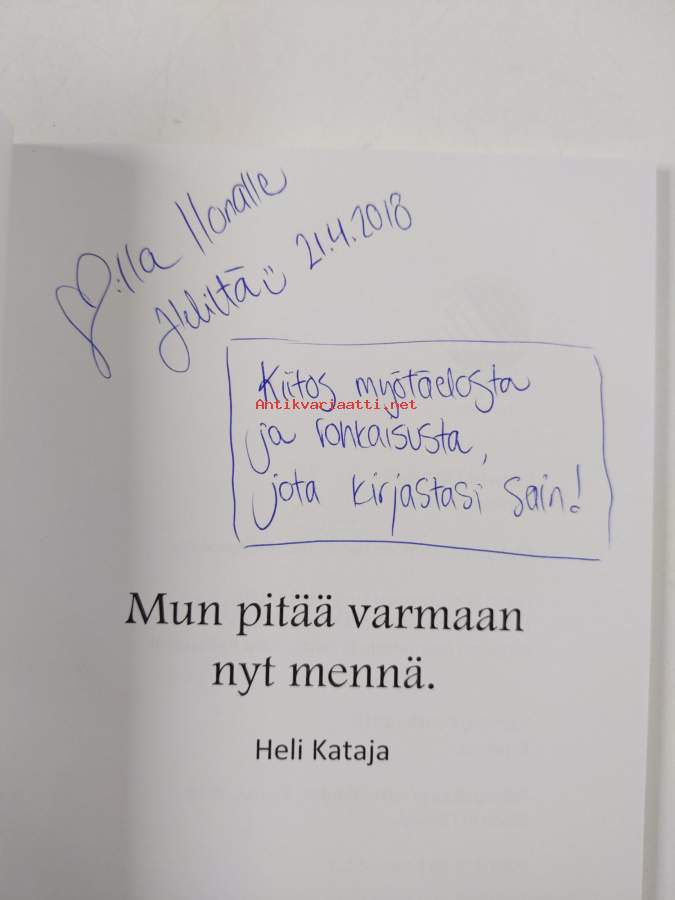 ♡:illa Ilonalle
Heliltä :) 21.4.2018
Kiitos myötäelosta
Antikvariaatti.net
ja rohkaisusta,
jota kirjastasi sain!
Mun pitää varmaan
nyt mennä.
Heli Kataja